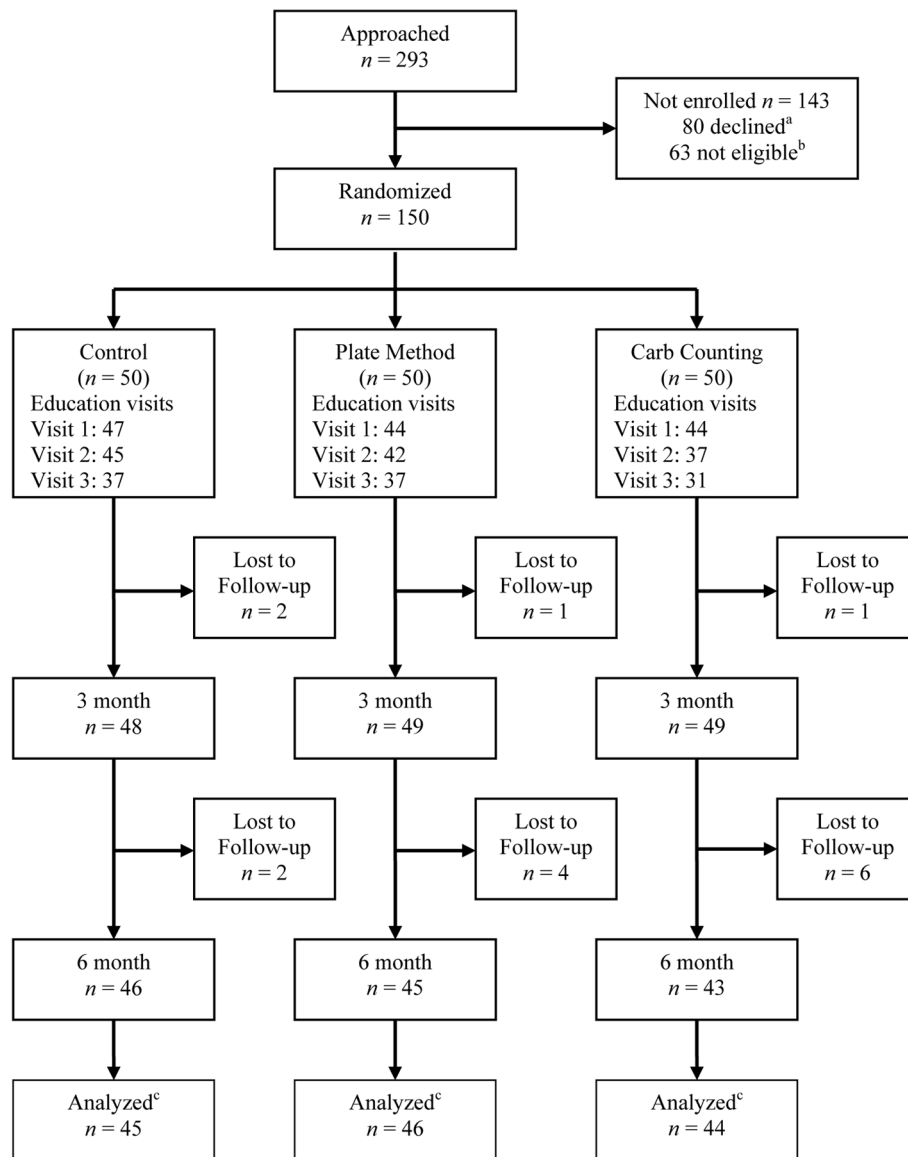 Approached
n = 293
Not enrolled n = 143
80 declinedᵃ
63 not eligibleᵇ
Randomized
n = 150
Control
(n = 50)
Education visits
Visit 1: 47
Visit 2: 45
Visit 3: 37
Plate Method
(n = 50)
Education visits
Visit 1: 44
Visit 2: 42
Visit 3: 37
Carb Counting
(n = 50)
Education visits
Visit 1: 44
Visit 2: 37
Visit 3: 31
Lost to
Follow-up
n = 2
Lost to
Follow-up
n = 1
Lost to
Follow-up
n = 1
3 month
n = 48
3 month
n = 49
3 month
n = 49
Lost to
Follow-up
n = 2
Lost to
Follow-up
n = 4
Lost to
Follow-up
n = 6
6 month
n = 46
6 month
n = 45
6 month
n = 43
Analyzedᶜ
n = 45
Analyzedᶜ
n = 46
Analyzedᶜ
n = 44